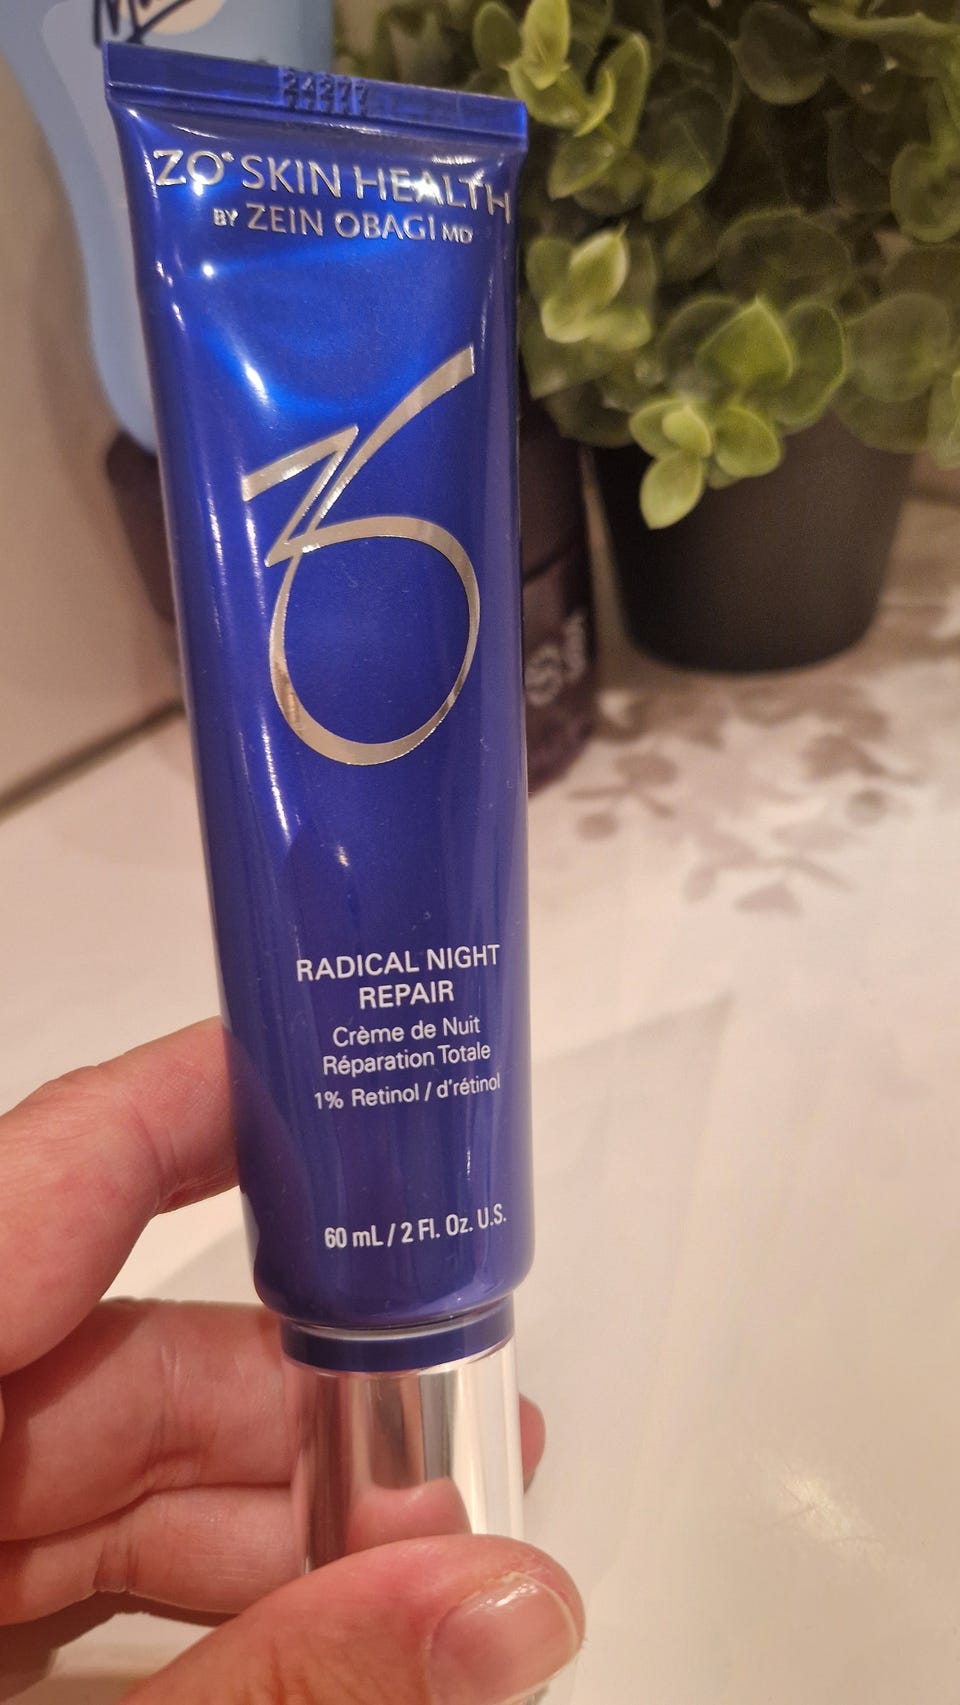 24277
ZO® SKIN HEALTH
BY ZEIN OBAGI MD
RADICAL NIGHT
REPAIR
Crème de Nuit
Réparation Totale
1% Retinol / d'rétinol
60 mL / 2 Fl. Oz. U.S.